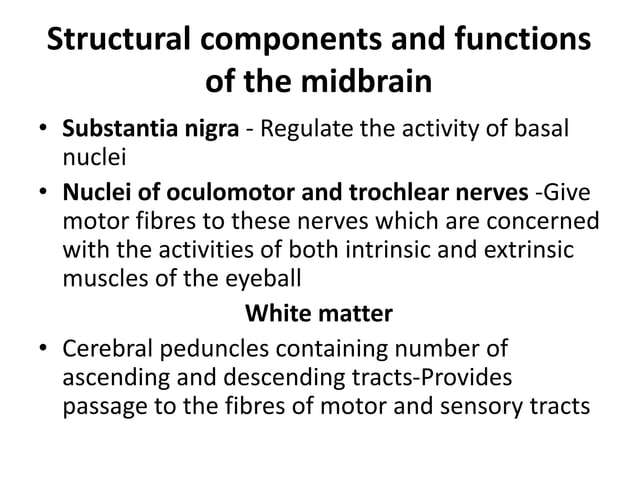 Structural components and functions
of the midbrain
• Substantia nigra - Regulate the activity of basal
nuclei
• Nuclei of oculomotor and trochlear nerves -Give
motor fibres to these nerves which are concerned
with the activities of both intrinsic and extrinsic
muscles of the eyeball
White matter
• Cerebral peduncles containing number of
ascending and descending tracts-Provides
passage to the fibres of motor and sensory tracts